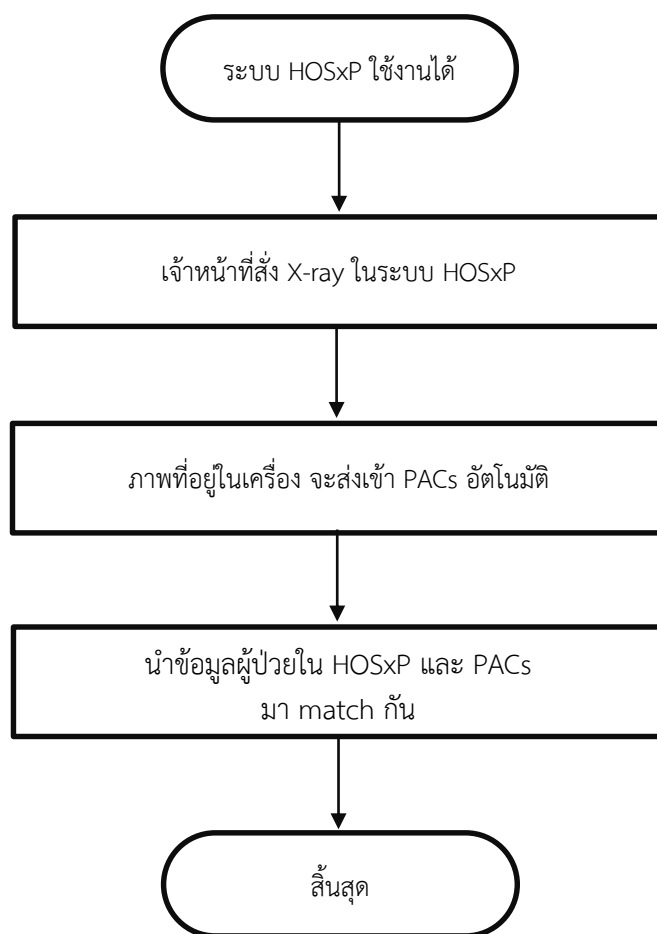 ระบบ HOSxP ใช้งานได้
เจ้าหน้าที่สั่ง X-ray ในระบบ HOSxP
ภาพที่อยู่ในเครื่อง จะส่งเข้า PACs อัตโนมัติ
นำข้อมูลผู้ป่วยใน HOSxP และ PACs
มา match กัน
สิ้นสุด